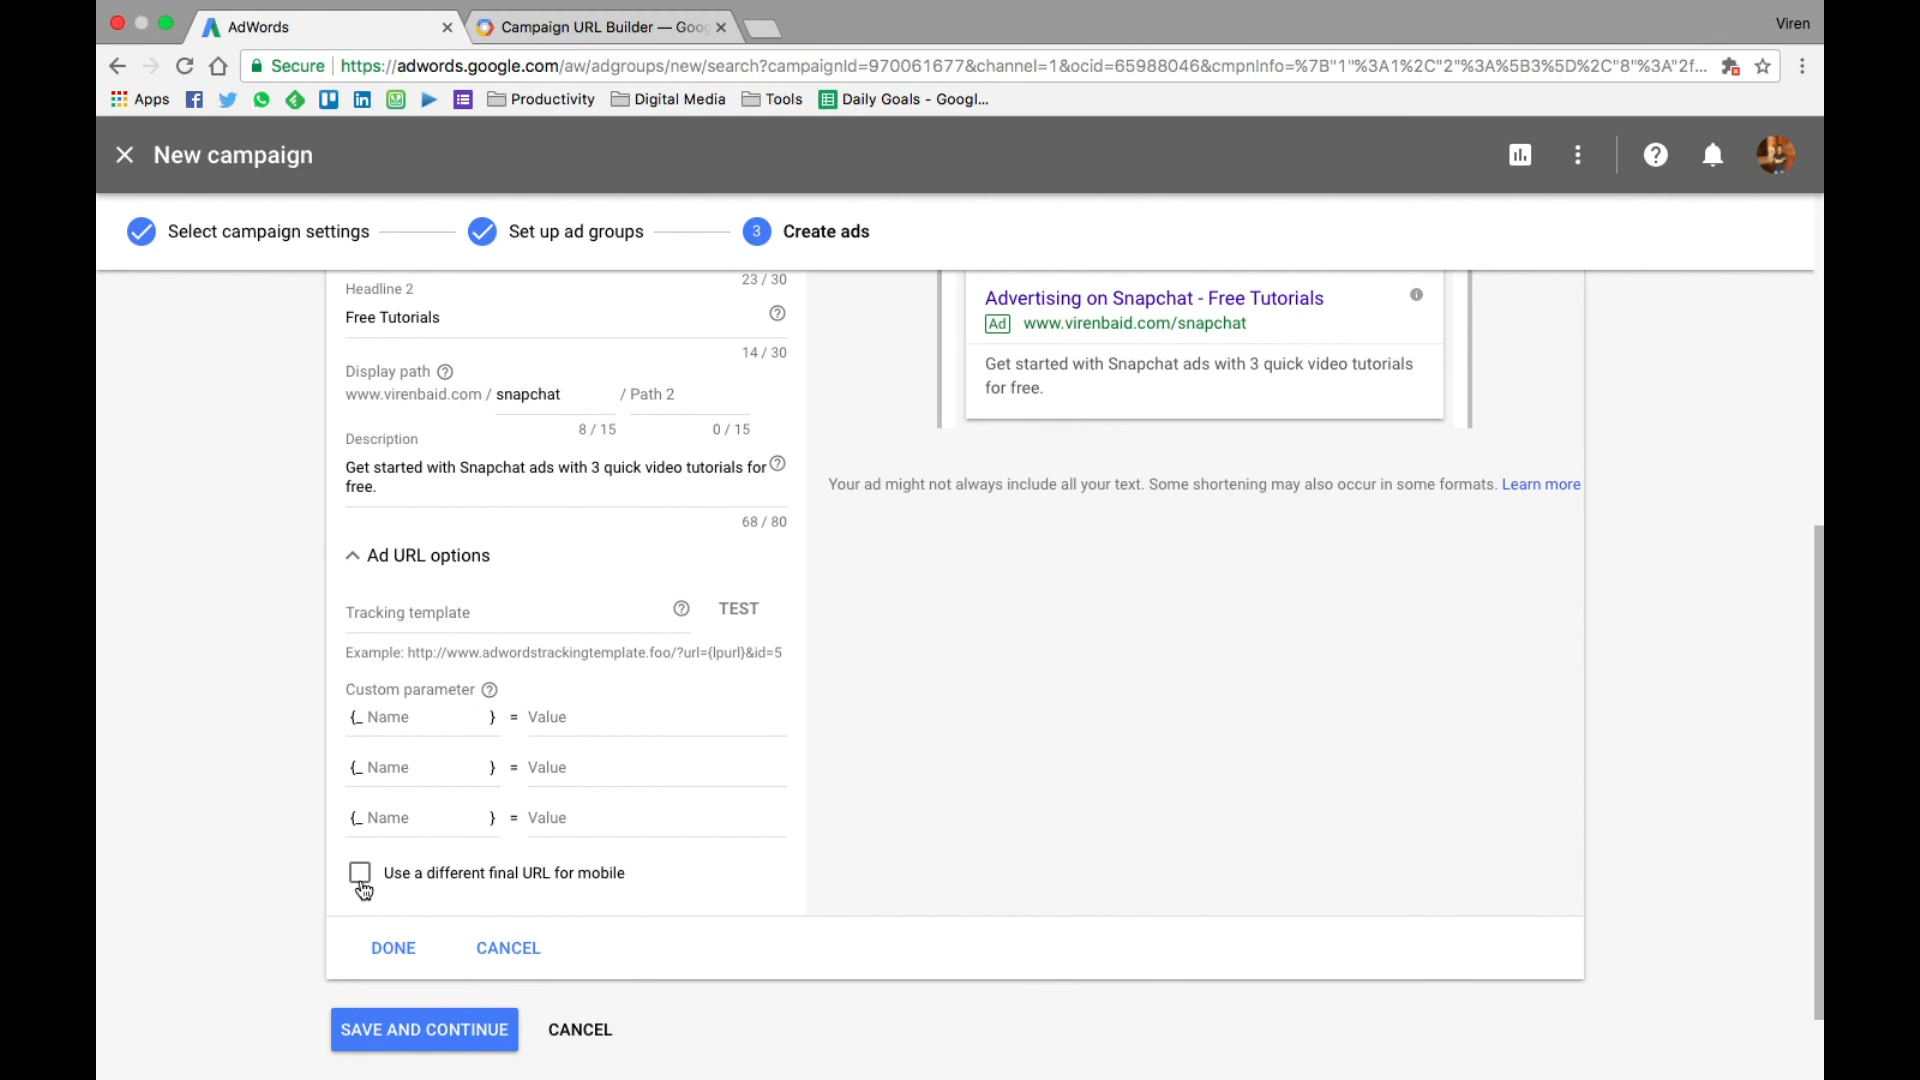 AdWords
Campaign URL Builder — Goo
Viren
Secure
https://adwords.google.com/aw/adgroups/new/search?campaignId=970061677&channel=1&ocid=65988046&cmpnInfo=%7B"1"%3A1%2C"2"%3A%5B3%5D%2C"8"%3A"2f...
Apps
Productivity
Digital Media
Tools
Daily Goals - Googl...
New campaign
Select campaign settings
Set up ad groups
3
Create ads
23 / 30
Headline 2
Free Tutorials
14 / 30
Display path
www.virenbaid.com / snapchat / Path 2
8 / 15
0 / 15
Description
Get started with Snapchat ads with 3 quick video tutorials for
free.
68 / 80
Ad URL options
Tracking template
TEST
Example: http://www.adwordstrackingtemplate.foo/?url={lpurl}&id=5
Custom parameter
{_ Name } = Value
{_ Name } = Value
{_ Name } = Value
Use a different final URL for mobile
DONE
CANCEL
SAVE AND CONTINUE
CANCEL
Advertising on Snapchat - Free Tutorials
Ad www.virenbaid.com/snapchat
Get started with Snapchat ads with 3 quick video tutorials
for free.
Your ad might not always include all your text. Some shortening may also occur in some formats. Learn more